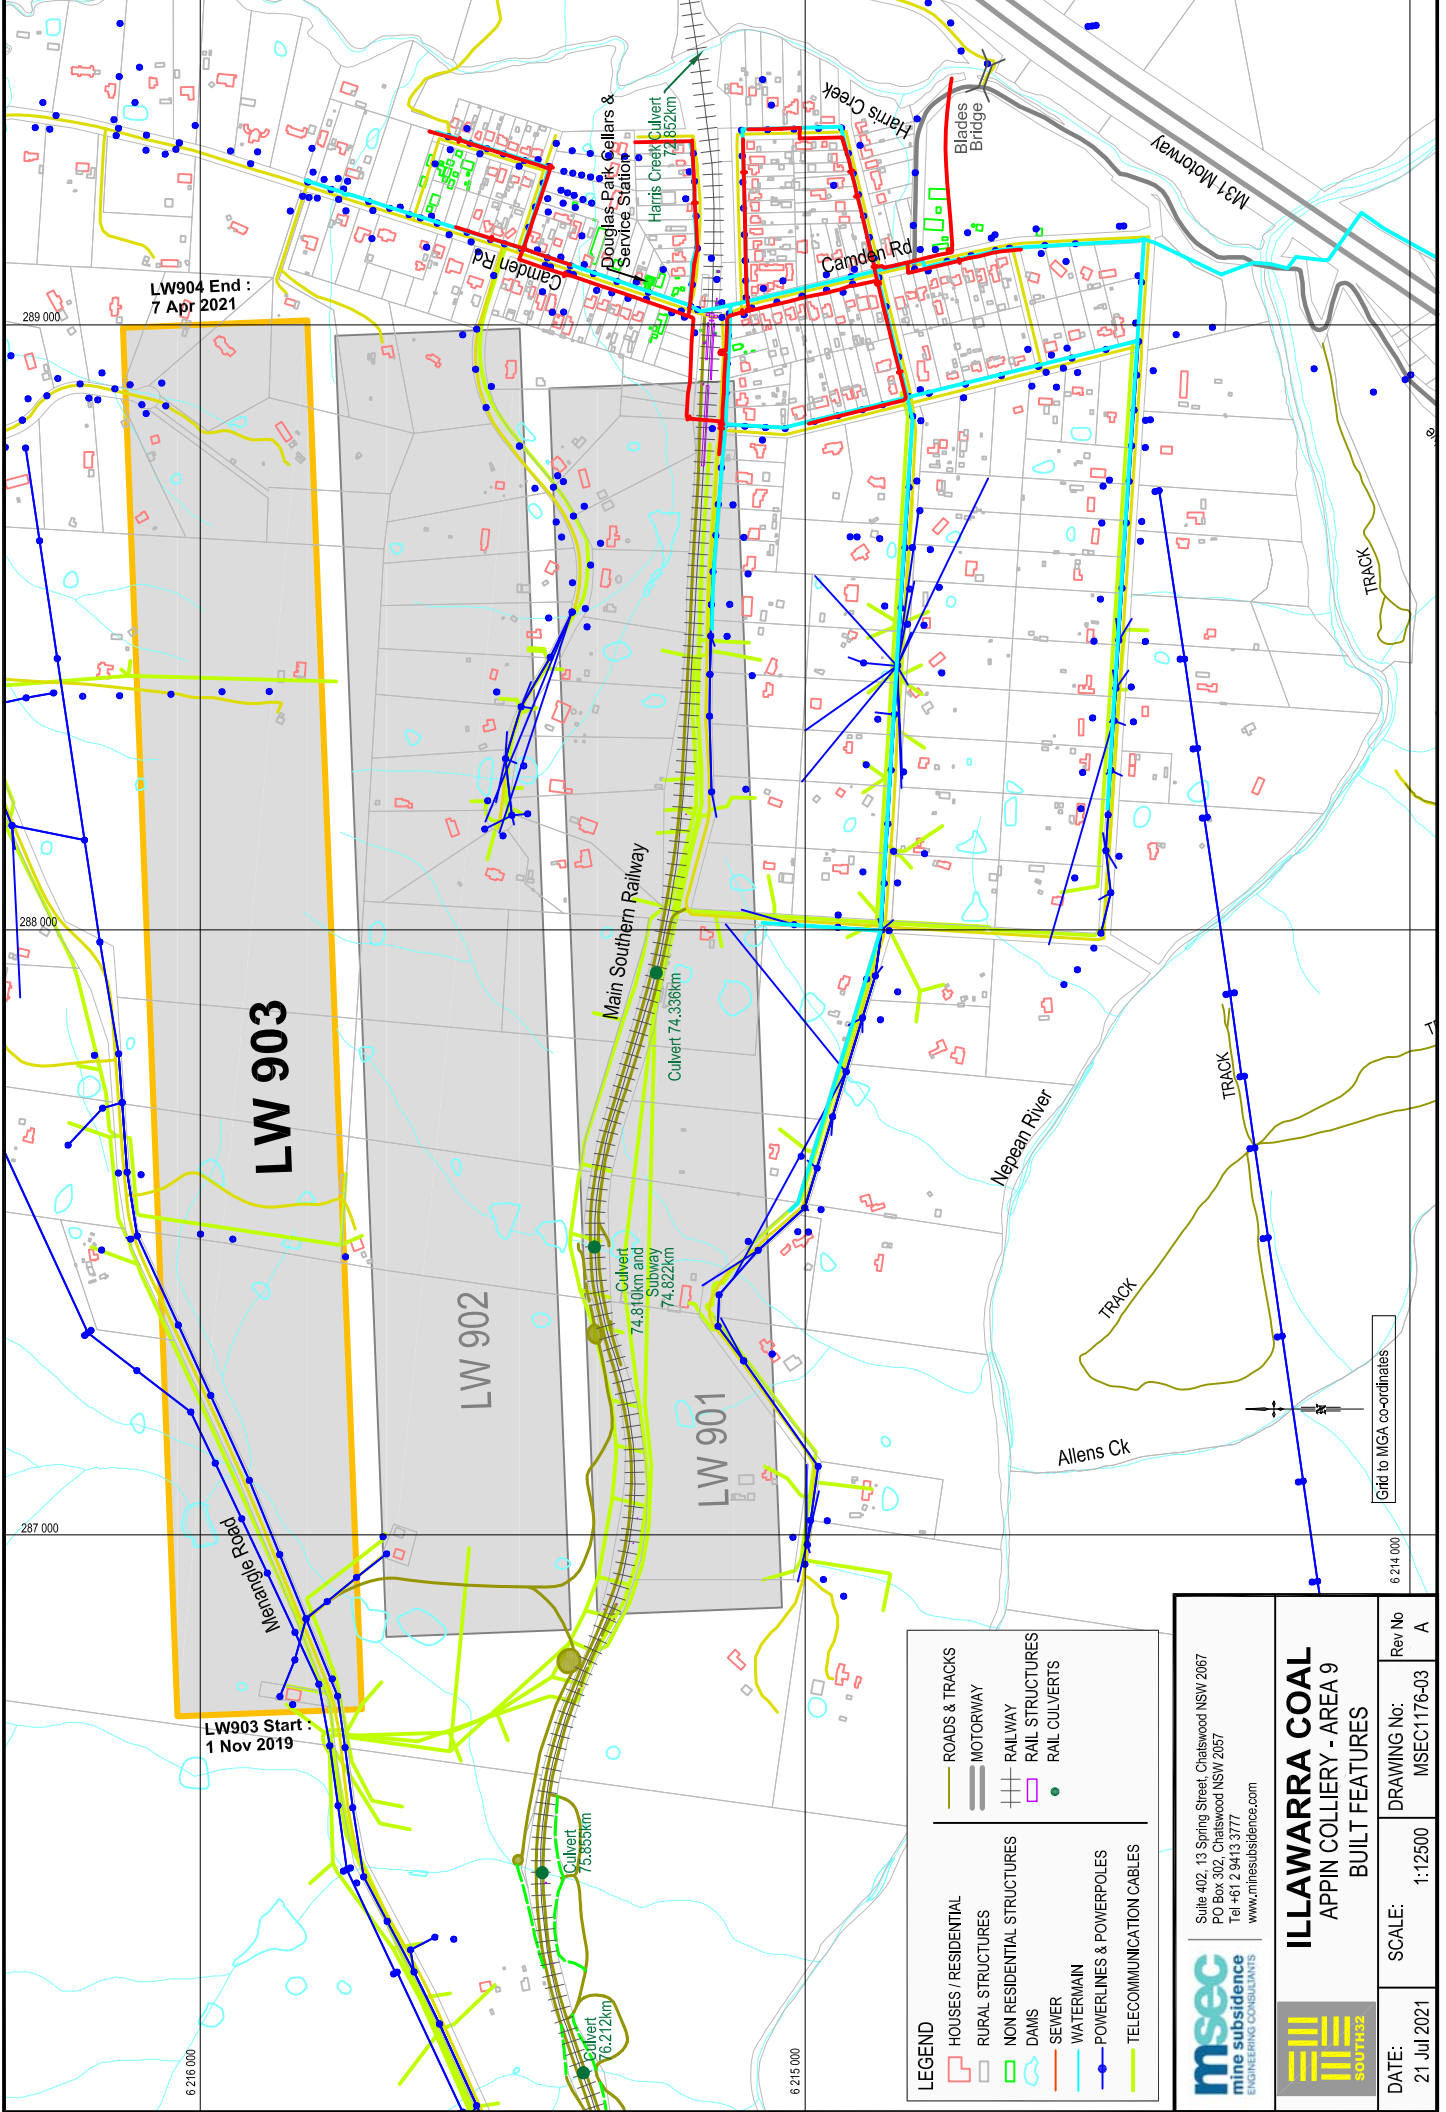 LW904 End :
7 Apr 2021
289 000
288 000
287 000
LW 903
LW 902
LW 901
LW903 Start :
1 Nov 2019
Menangle Road
Main Southern Railway
Camden Rd
Camden Rd
Douglas Park Cellars &
Service Station
Harris Creek Culvert
72.852km
Harris Creek
Blades
Bridge
M31 Motorway
Culvert 74.336km
Culvert
74.810km and
Subway
74.822km
Culvert
75.855km
Culvert
76.212km
Nepean River
Allens Ck
TRACK
TRACK
TRACK
N
Grid to MGA co-ordinates
6 216 000
6 215 000
6 214 000
LEGEND
HOUSES / RESIDENTIAL
RURAL STRUCTURES
NON RESIDENTIAL STRUCTURES
DAMS
SEWER
WATERMAIN
POWERLINES & POWERPOLES
TELECOMMUNICATION CABLES
ROADS & TRACKS
MOTORWAY
RAILWAY
RAIL STRUCTURES
RAIL CULVERTS
msec
mine subsidence
ENGINEERING CONSULTANTS
Suite 402, 13 Spring Street, Chatswood NSW 2067
PO Box 302, Chatswood NSW 2057
Tel +61 2 9413 3777
www.minesubsidence.com
SOUTH32
ILLAWARRA COAL
APPIN COLLIERY - AREA 9
BUILT FEATURES
DATE:
21 Jul 2021
SCALE:
1:12500
DRAWING No:
MSEC1176-03
Rev No
A